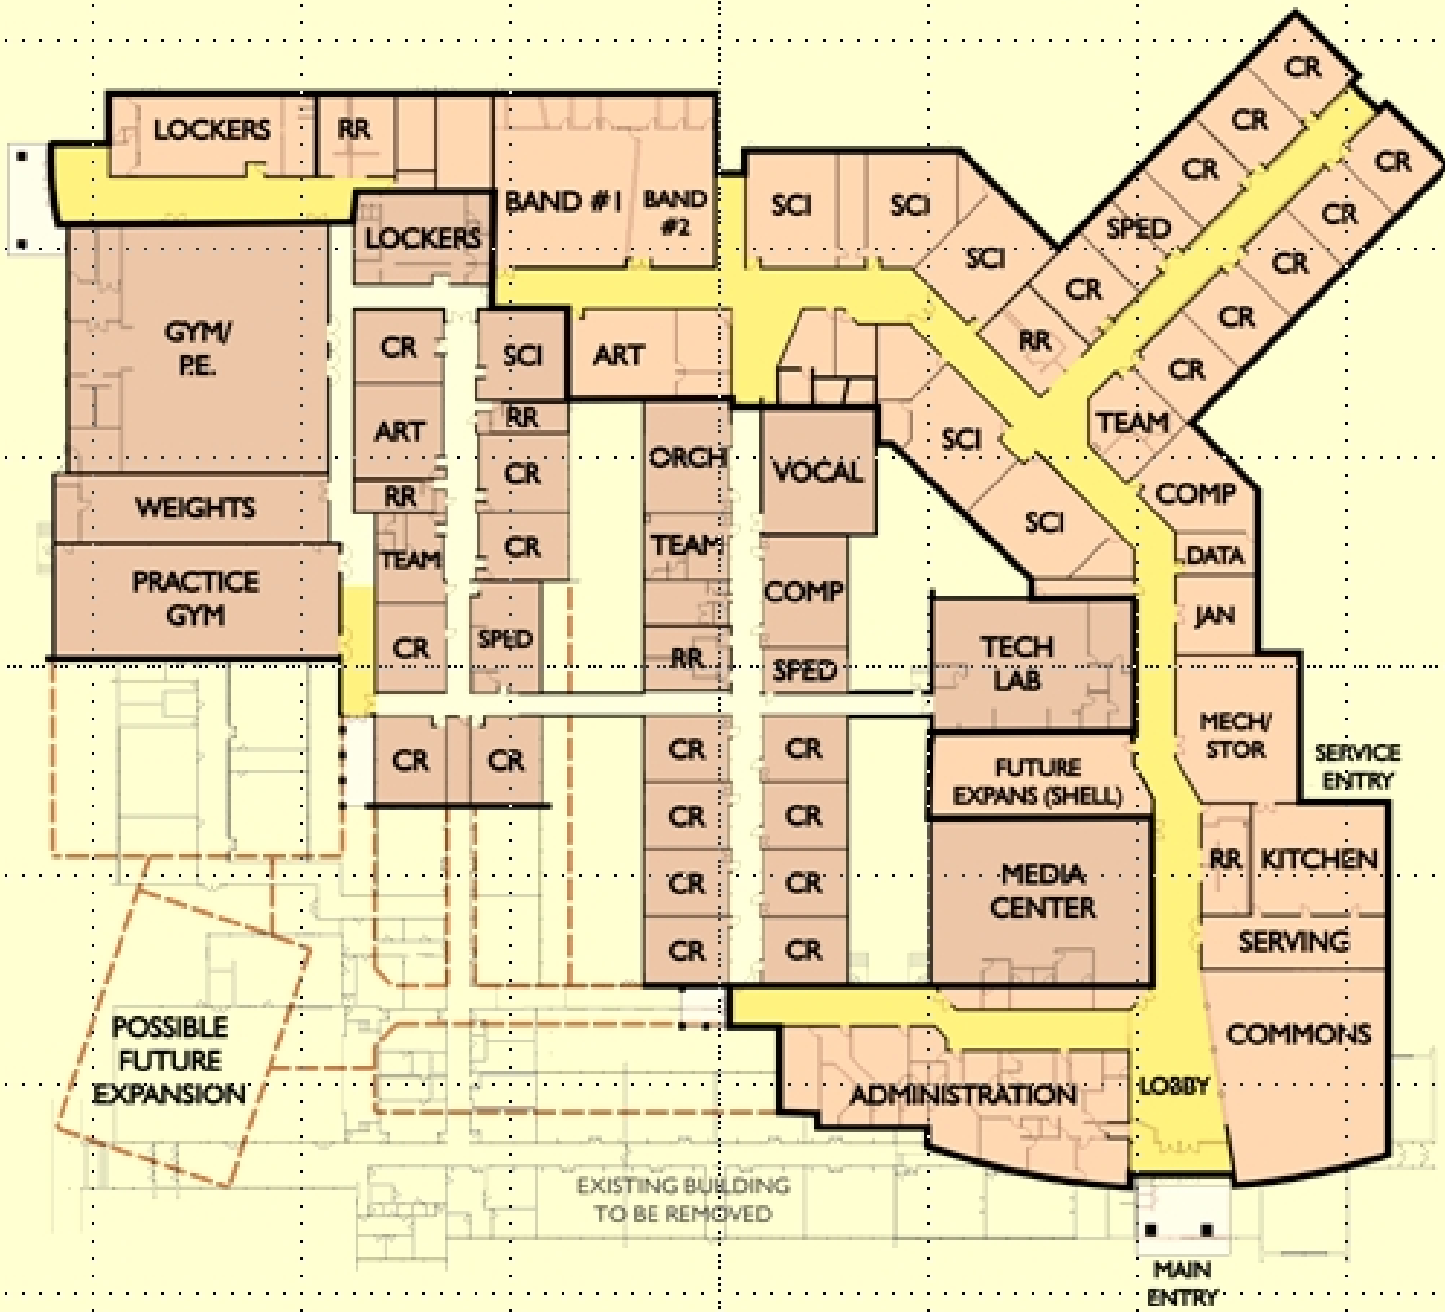 CR
CR
CR
SPED
CR
RR
CR
CR
CR
CR
CR
TEAM
LOCKERS
RR
BAND #1
BAND
#2
SCI
SCI
SCI
LOCKERS
GYM/
P.E.
CR
SCI
ART
ART
RR
CR
RR
CR
WEIGHTS
PRACTICE
GYM
TEAM
CR
SPED
CR
CR
ORCH
TEAM
RR
VOCAL
COMP
SPED
SCI
SCI
COMP
DATA
JAN
TECH
LAB
MECH/
STOR
SERVICE
ENTRY
FUTURE
EXPANS (SHELL)
CR
CR
CR
CR
CR
CR
CR
CR
MEDIA
CENTER
RR
KITCHEN
SERVING
COMMONS
POSSIBLE
FUTURE
EXPANSION
ADMINISTRATION
LOBBY
EXISTING BUILDING
TO BE REMOVED
MAIN
ENTRY